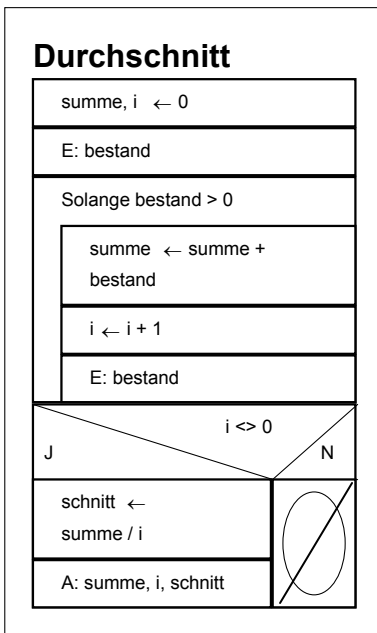 Durchschnitt
summe, i ← 0
E: bestand
Solange bestand > 0
summe ← summe +
bestand
i ← i + 1
E: bestand
i <> 0
J N
schnitt ←
summe / i
A: summe, i, schnitt